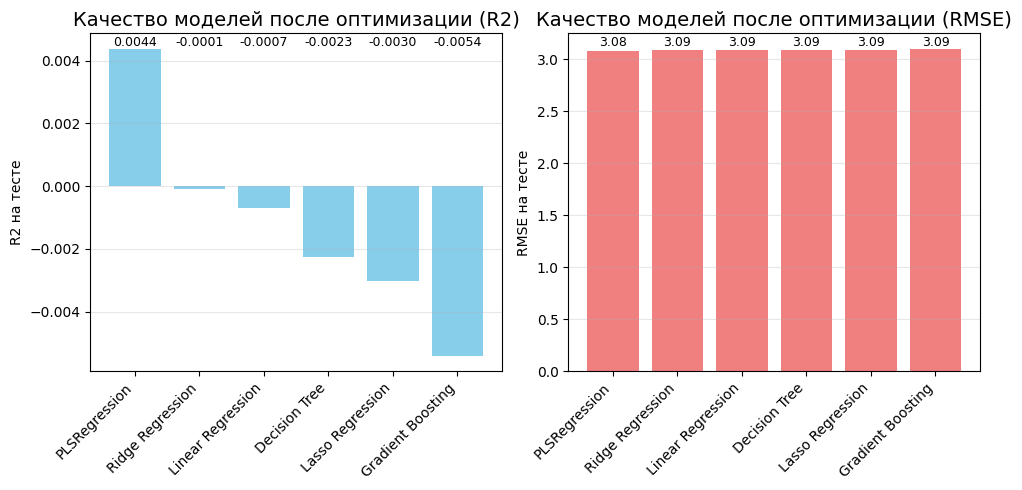 Качество моделей после оптимизации (R2)
0.0044 -0.0001 -0.0007 -0.0023 -0.0030 -0.0054
0.004
0.002
0.000
−0.002
−0.004
R2 на тесте
PLSRegression
Ridge Regression
Linear Regression
Decision Tree
Lasso Regression
Gradient Boosting
Качество моделей после оптимизации (RMSE)
3.08 3.09 3.09 3.09 3.09 3.09
3.0
2.5
2.0
1.5
1.0
0.5
0.0
RMSE на тесте
PLSRegression
Ridge Regression
Linear Regression
Decision Tree
Lasso Regression
Gradient Boosting